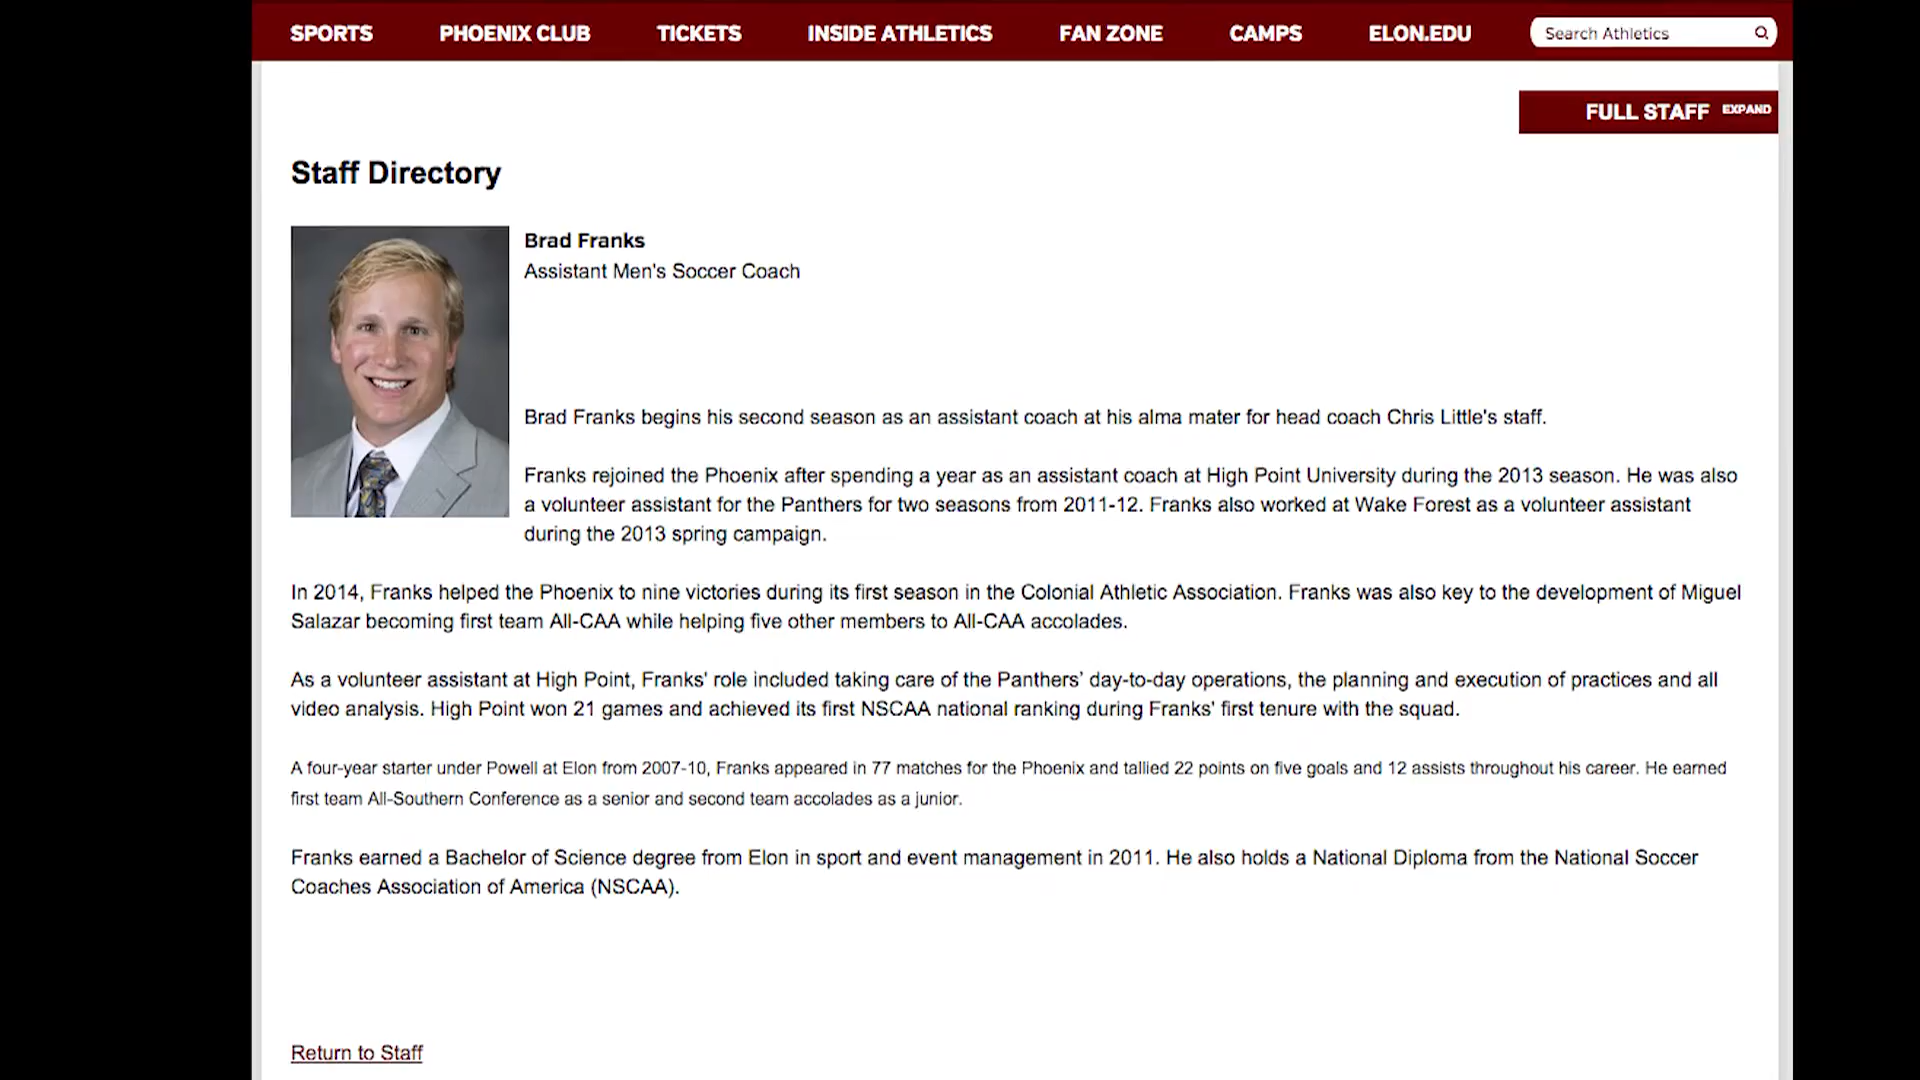 SPORTS PHOENIX CLUB TICKETS INSIDE ATHLETICS FAN ZONE CAMPS ELON.EDU Search Athletics
FULL STAFF EXPAND
Staff Directory
Brad Franks
Assistant Men's Soccer Coach
Brad Franks begins his second season as an assistant coach at his alma mater for head coach Chris Little's staff.
Franks rejoined the Phoenix after spending a year as an assistant coach at High Point University during the 2013 season. He was also
a volunteer assistant for the Panthers for two seasons from 2011-12. Franks also worked at Wake Forest as a volunteer assistant
during the 2013 spring campaign.
In 2014, Franks helped the Phoenix to nine victories during its first season in the Colonial Athletic Association. Franks was also key to the development of Miguel
Salazar becoming first team All-CAA while helping five other members to All-CAA accolades.
As a volunteer assistant at High Point, Franks' role included taking care of the Panthers’ day-to-day operations, the planning and execution of practices and all
video analysis. High Point won 21 games and achieved its first NSCAA national ranking during Franks' first tenure with the squad.
A four-year starter under Powell at Elon from 2007-10, Franks appeared in 77 matches for the Phoenix and tallied 22 points on five goals and 12 assists throughout his career. He earned
first team All-Southern Conference as a senior and second team accolades as a junior.
Franks earned a Bachelor of Science degree from Elon in sport and event management in 2011. He also holds a National Diploma from the National Soccer
Coaches Association of America (NSCAA).
Return to Staff